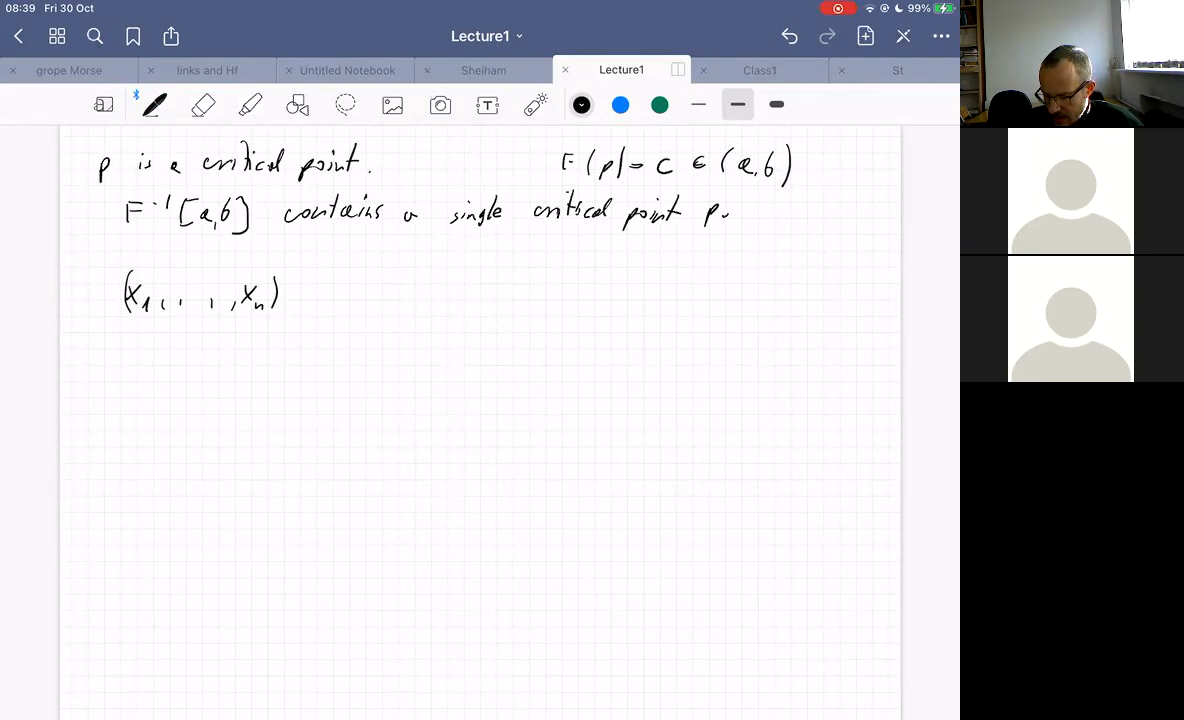 08:39 Fri 30 Oct
99%
Lecture1
grope Morse
links and Hf
Untitled Notebook
Sheiham
Lecture1
Class1
St
p is a critical point. F(p) = c ∈ (a,b)
F⁻¹[a,b] contains a single critical point p.
(x₁, . . , xₙ)